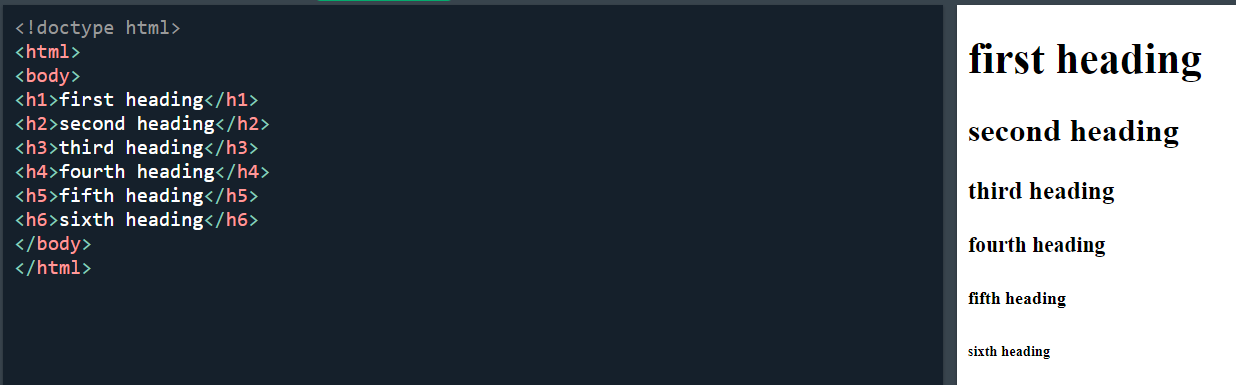 <!doctype html>
<html>
<body>
<h1>first heading</h1>
<h2>second heading</h2>
<h3>third heading</h3>
<h4>fourth heading</h4>
<h5>fifth heading</h5>
<h6>sixth heading</h6>
</body>
</html>
first heading
second heading
third heading
fourth heading
fifth heading
sixth heading